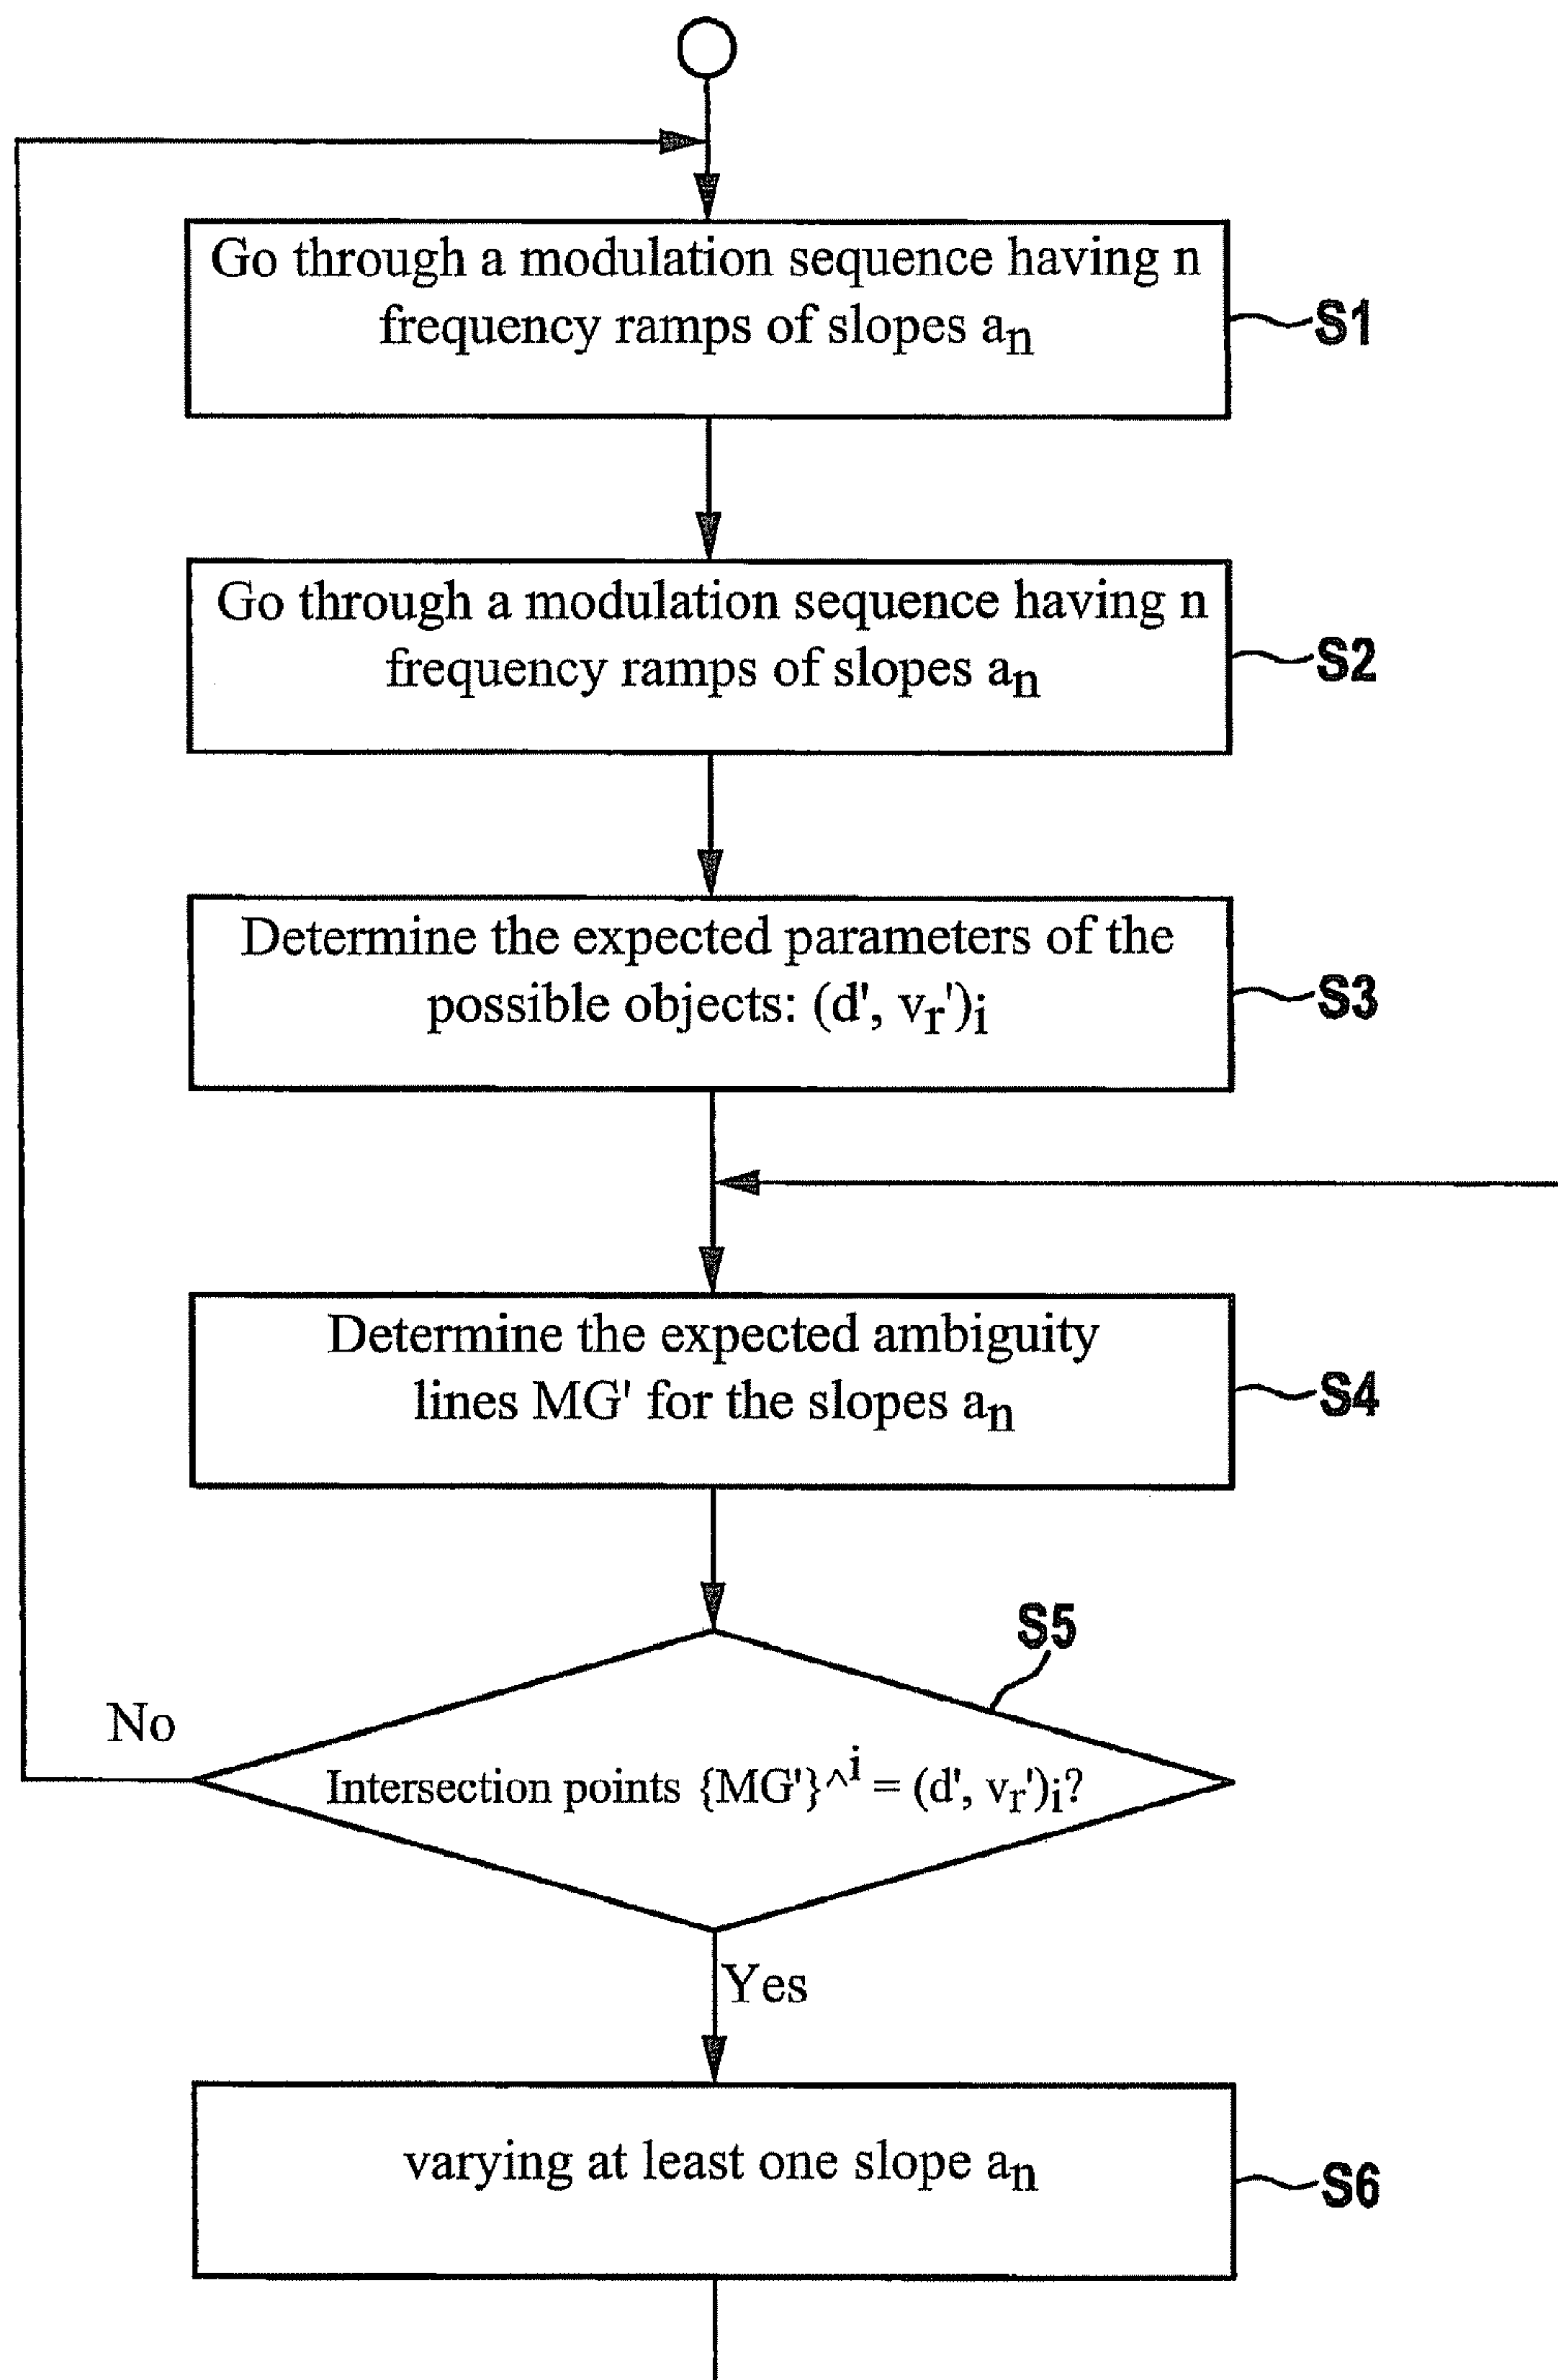 Go through a modulation sequence having n
frequency ramps of slopes aₙ
S1
Go through a modulation sequence having n
frequency ramps of slopes aₙ
S2
Determine the expected parameters of the
possible objects: (d', vᵣ')ᵢ
S3
Determine the expected ambiguity
lines MG' for the slopes aₙ
S4
S5
No
Intersection points {MG'}^ⁱ = (d', vᵣ')ᵢ?
Yes
varying at least one slope aₙ
S6